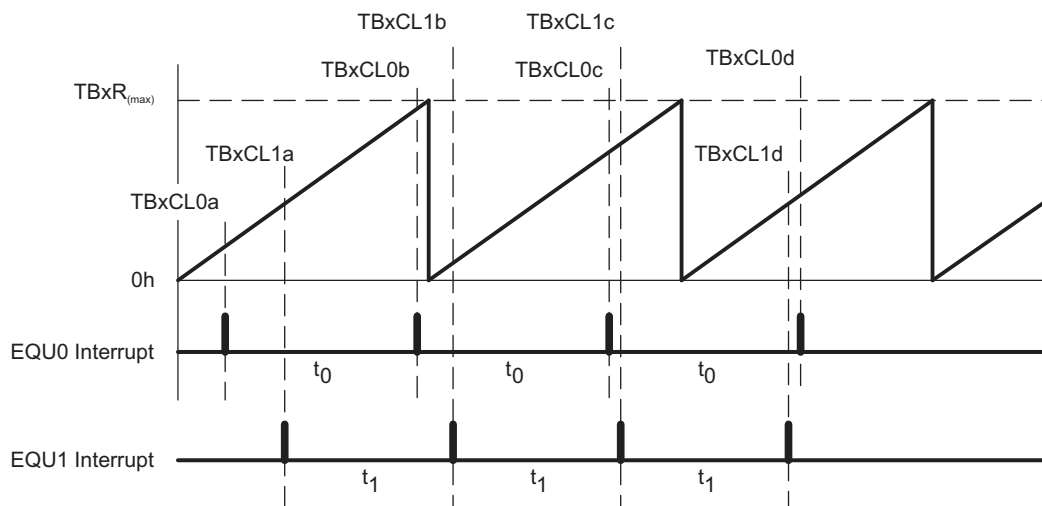 TBxCL1b
TBxCL1c
TBxCL0b
TBxCL0c
TBxCL0d
TBxR(max)
TBxCL1a
TBxCL1d
TBxCL0a
0h
EQU0 Interrupt
t0
t0
t0
EQU1 Interrupt
t1
t1
t1